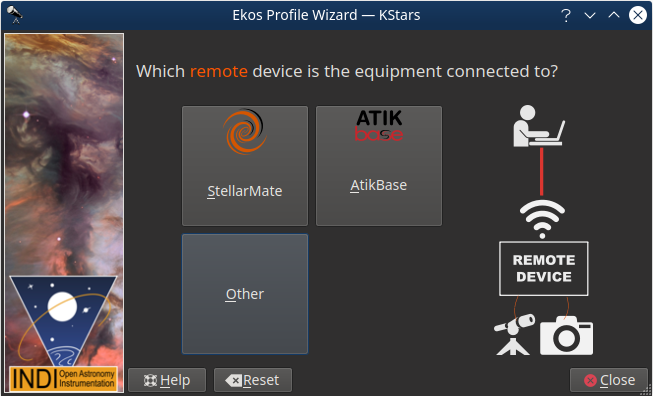 Ekos Profile Wizard — KStars
Which remote device is the equipment connected to?
StellarMate
ATIK
base
AtikBase
Other
REMOTE
DEVICE
INDI Open Astronomy
Instrumentation
Help
Reset
Close